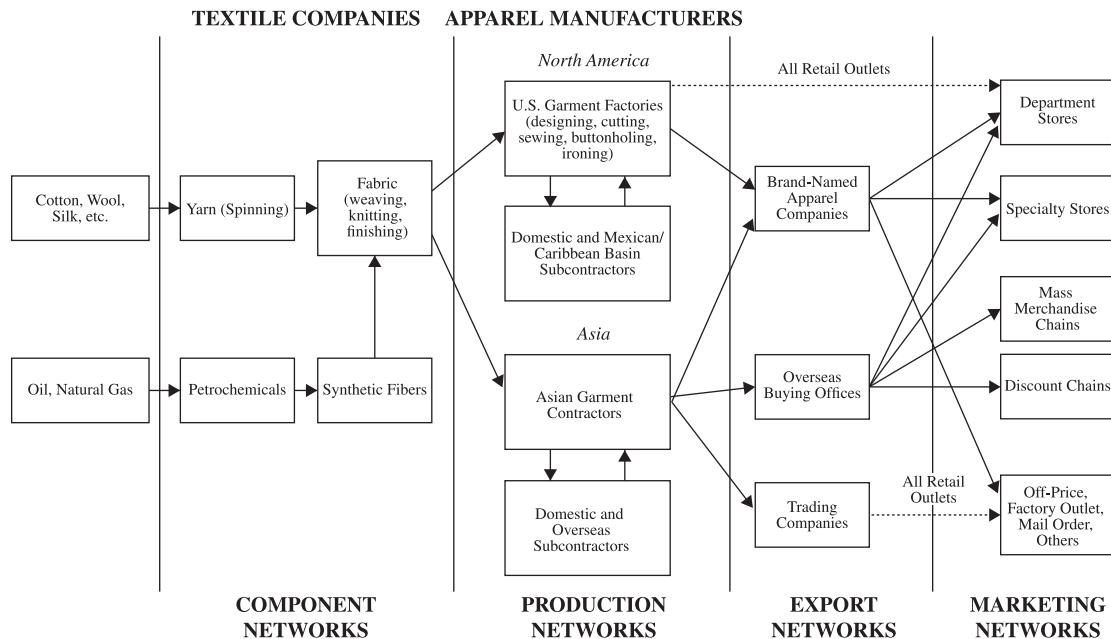 TEXTILE COMPANIES
APPAREL MANUFACTURERS
North America
All Retail Outlets
U.S. Garment Factories
(designing, cutting,
sewing, buttonholing,
ironing)
Department
Stores
Cotton, Wool,
Silk, etc.
Yarn (Spinning)
Fabric
(weaving,
knitting,
finishing)
Brand-Named
Apparel
Companies
Specialty Stores
Domestic and Mexican/
Caribbean Basin
Subcontractors
Mass
Merchandise
Chains
Asia
Oil, Natural Gas
Petrochemicals
Synthetic Fibers
Asian Garment
Contractors
Overseas
Buying Offices
Discount Chains
All Retail
Outlets
Domestic and
Overseas
Subcontractors
Trading
Companies
Off-Price,
Factory Outlet,
Mail Order,
Others
COMPONENT
NETWORKS
PRODUCTION
NETWORKS
EXPORT
NETWORKS
MARKETING
NETWORKS